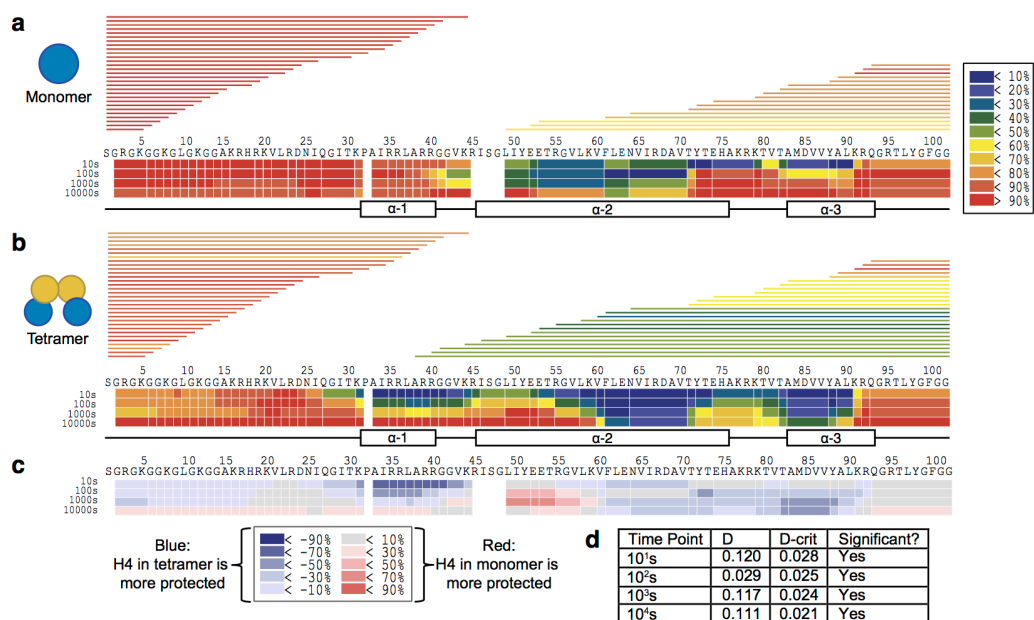 a
Monomer
5 10 15 20 25 30 35 40 45 50 55 60 65 70 75 80 85 90 95 100
SGRGKGGKGLGKGGAKRHRKVLRDNIQGITKPAIRRLARRGGVKRISGLIYEETRGVLKVFLENVIRDAVTYTEHAKRKTVTAMDVVYALKRQGRTLYGFGG
10s
100s
1000s
10000s
α-1 α-2 α-3
< 10%
< 20%
< 30%
< 40%
< 50%
< 60%
< 70%
< 80%
< 90%
> 90%
b
Tetramer
5 10 15 20 25 30 35 40 45 50 55 60 65 70 75 80 85 90 95 100
SGRGKGGKGLGKGGAKRHRKVLRDNIQGITKPAIRRLARRGGVKRISGLIYEETRGVLKVFLENVIRDAVTYTEHAKRKTVTAMDVVYALKRQGRTLYGFGG
10s
100s
1000s
10000s
α-1 α-2 α-3
c
5 10 15 20 25 30 35 40 45 50 55 60 65 70 75 80 85 90 95 100
SGRGKGGKGLGKGGAKRHRKVLRDNIQGITKPAIRRLARRGGVKRISGLIYEETRGVLKVFLENVIRDAVTYTEHAKRKTVTAMDVVYALKRQGRTLYGFGG
10s
100s
1000s
10000s
Blue:
H4 in tetramer is
more protected
< -90% < 10%
< -70% < 30%
< -50% < 50%
< -30% < 70%
< -10% < 90%
Red:
H4 in monomer is
more protected
d
Time Point D D-crit Significant?
10¹s 0.120 0.028 Yes
10²s 0.029 0.025 Yes
10³s 0.117 0.024 Yes
10⁴s 0.111 0.021 Yes